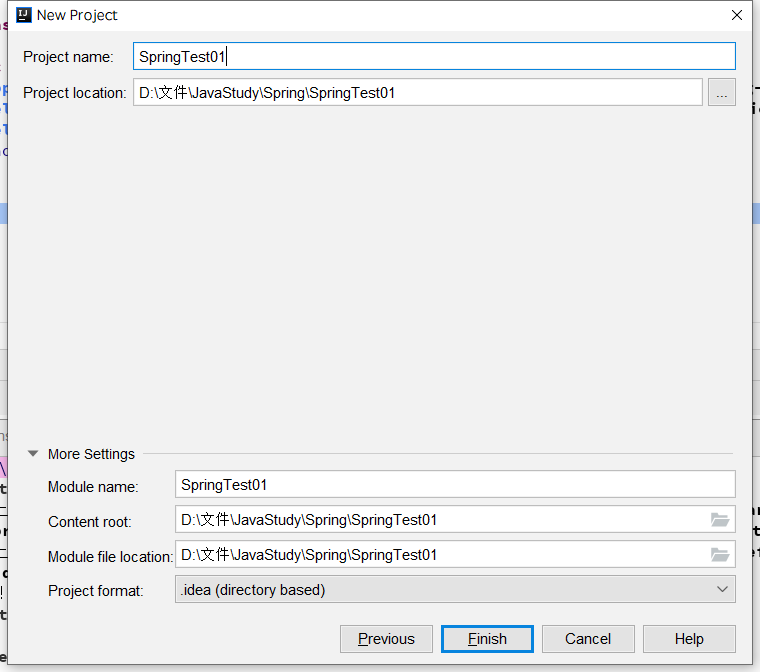 New Project
Project name: SpringTest01
Project location: D:\文件\JavaStudy\Spring\SpringTest01 ...
More Settings
Module name: SpringTest01
Content root: D:\文件\JavaStudy\Spring\SpringTest01
Module file location: D:\文件\JavaStudy\Spring\SpringTest01
Project format: .idea (directory based)
Previous Finish Cancel Help